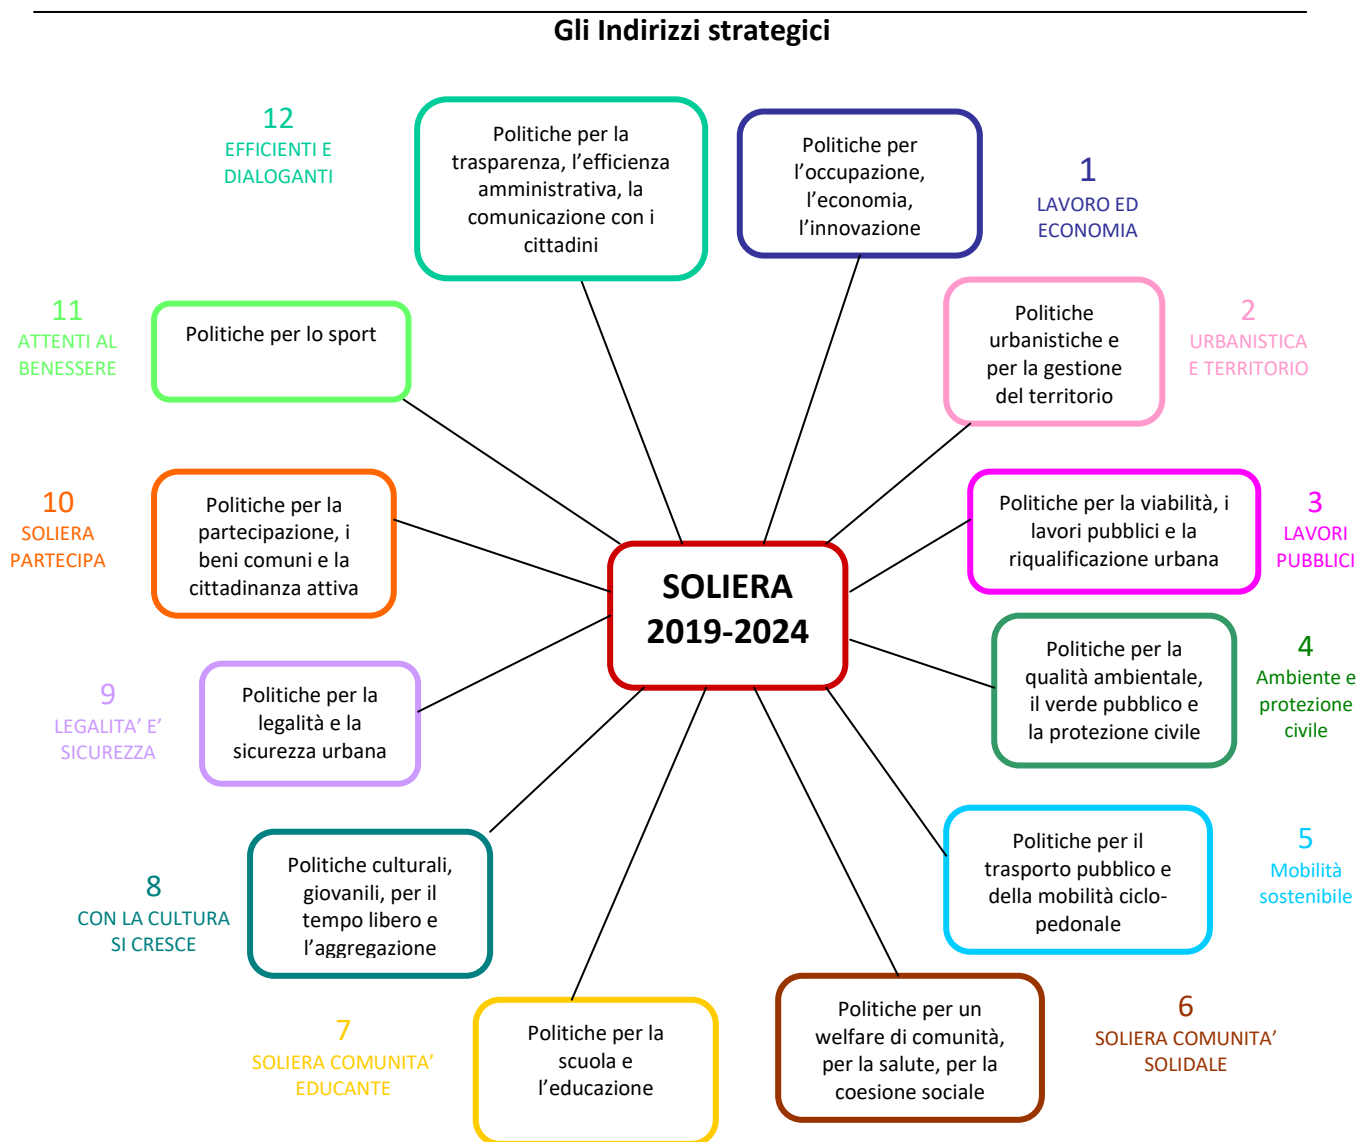 Gli Indirizzi strategici
12
EFFICIENTI E
DIALOGANTI
Politiche per la
trasparenza, l’efficienza
amministrativa, la
comunicazione con i
cittadini
Politiche per
l’occupazione,
l’economia,
l’innovazione
1
LAVORO ED
ECONOMIA
11
ATTENTI AL
BENESSERE
Politiche per lo sport
Politiche
urbanistiche e
per la gestione
del territorio
2
URBANISTICA
E TERRITORIO
10
SOLIERA
PARTECIPA
Politiche per la
partecipazione, i
beni comuni e la
cittadinanza attiva
SOLIERA
2019-2024
Politiche per la viabilità, i
lavori pubblici e la
riqualificazione urbana
3
LAVORI
PUBBLICI
9
LEGALITA’ E’
SICUREZZA
Politiche per la
legalità e la
sicurezza urbana
Politiche per la
qualità ambientale,
il verde pubblico e
la protezione civile
4
Ambiente e
protezione
civile
8
CON LA CULTURA
SI CRESCE
Politiche culturali,
giovanili, per il
tempo libero e
l’aggregazione
Politiche per il
trasporto pubblico e
della mobilità ciclo-
pedonale
5
Mobilità
sostenibile
7
SOLIERA COMUNITA’
EDUCANTE
Politiche per la
scuola e
l’educazione
Politiche per un
welfare di comunità,
per la salute, per la
coesione sociale
6
SOLIERA COMUNITA’
SOLIDALE